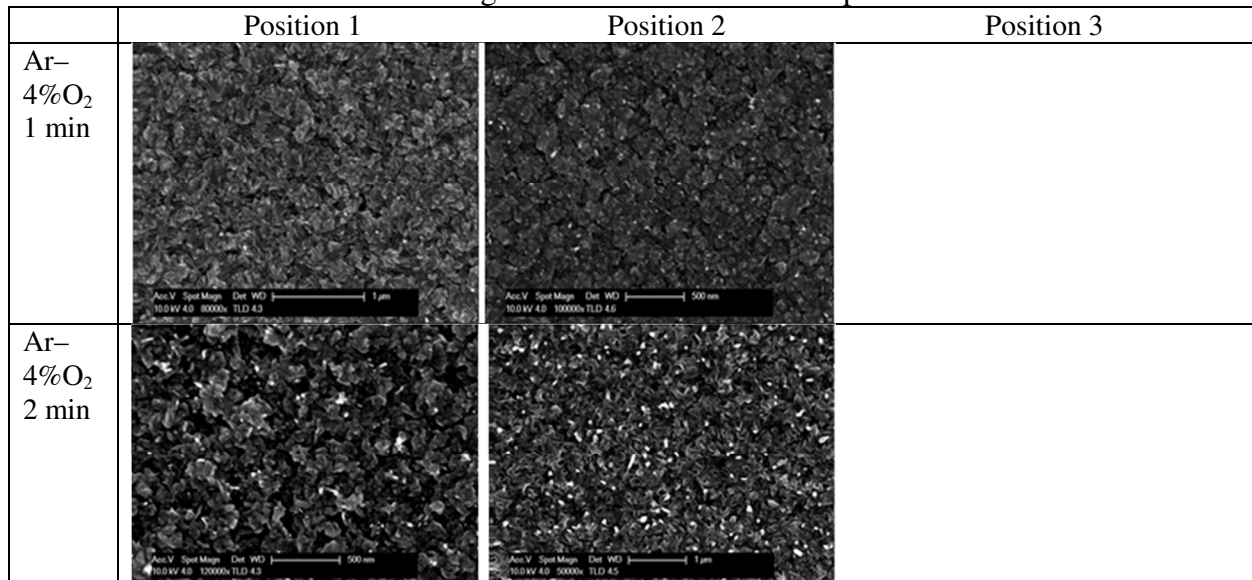 Position 1 Position 2 Position 3
Ar–
4%O₂
1 min
Acc.V Spot Magn Det WD 1 µm
10.0 kV 4.0 80000x TLD 4.3
Acc.V Spot Magn Det WD 500 nm
10.0 kV 4.0 100000x TLD 4.6
Ar–
4%O₂
2 min
Acc.V Spot Magn Det WD 500 nm
10.0 kV 4.0 120000x TLD 4.3
Acc.V Spot Magn Det WD 1 µm
10.0 kV 4.0 50000x TLD 4.5